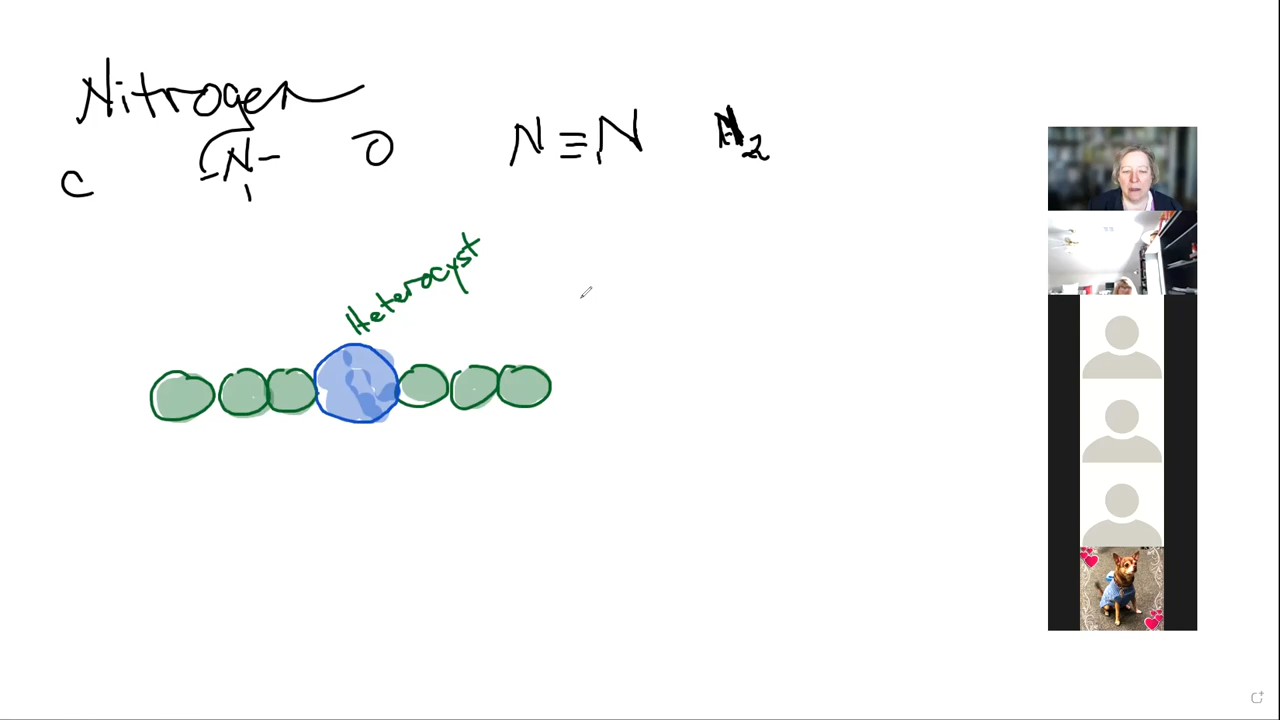 Nitrogen
C -N- O N≡N N2
Heterocyst